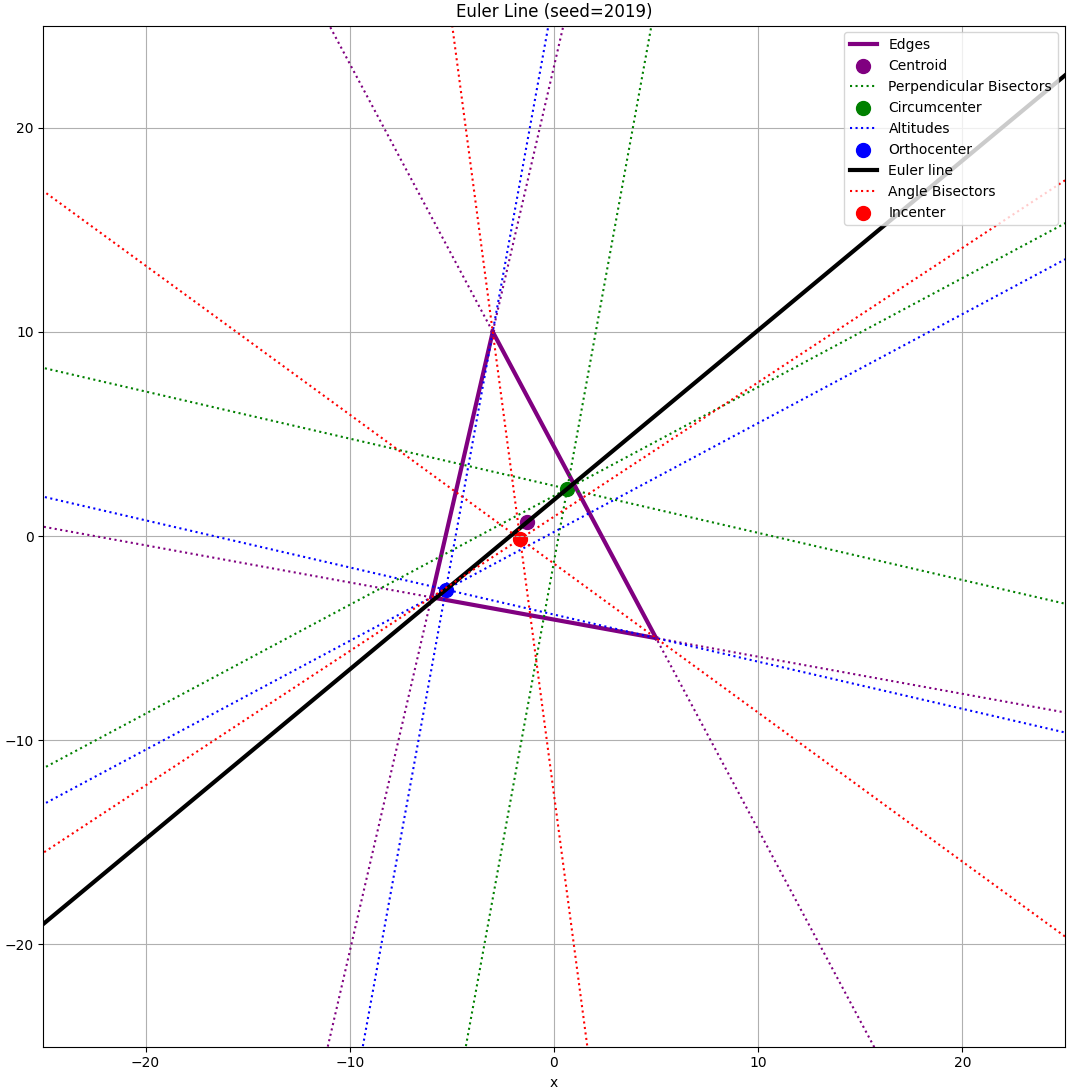 Euler Line (seed=2019)
Edges
Centroid
Perpendicular Bisectors
Circumcenter
Altitudes
Orthocenter
Euler line
Angle Bisectors
Incenter
20
10
0
−10
−20
−20 −10 0 10 20
x